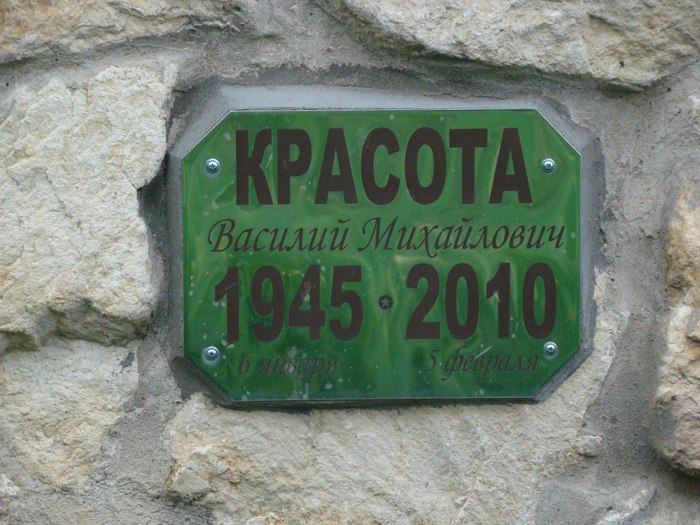 КРАСОТА
Василий Михайлович
1945 • 2010
6 января 5 февраля